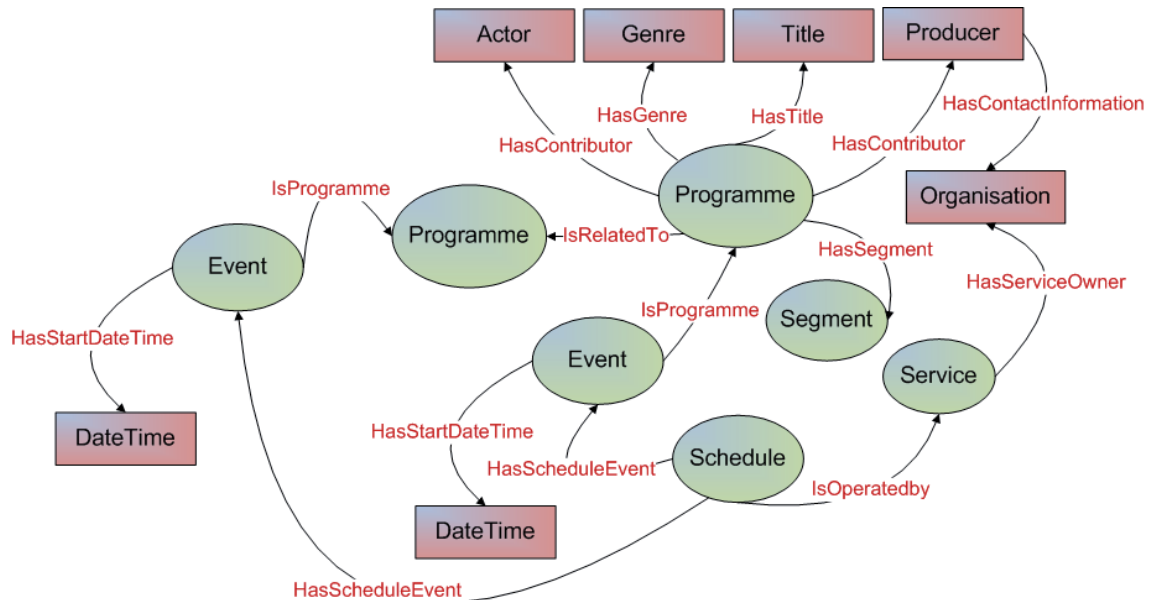 Actor
Genre
Title
Producer
HasContactInformation
HasGenre
HasTitle
HasContributor
HasContributor
IsProgramme
Programme
Organisation
Programme
IsRelatedTo
HasSegment
Event
HasServiceOwner
IsProgramme
Segment
HasStartDateTime
Event
Service
DateTime
HasStartDateTime
HasScheduleEvent
Schedule
IsOperatedby
DateTime
HasScheduleEvent